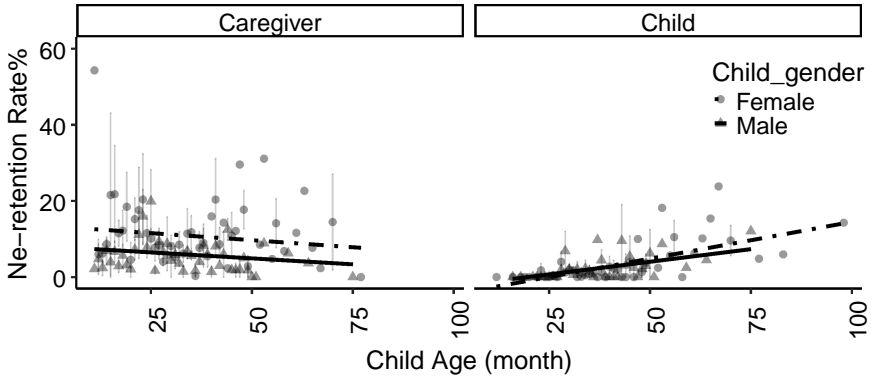 Caregiver
Child
Ne−retention Rate%
60
40
20
0
Child_gender
Female
Male
25
50
75
100
25
50
75
100
Child Age (month)